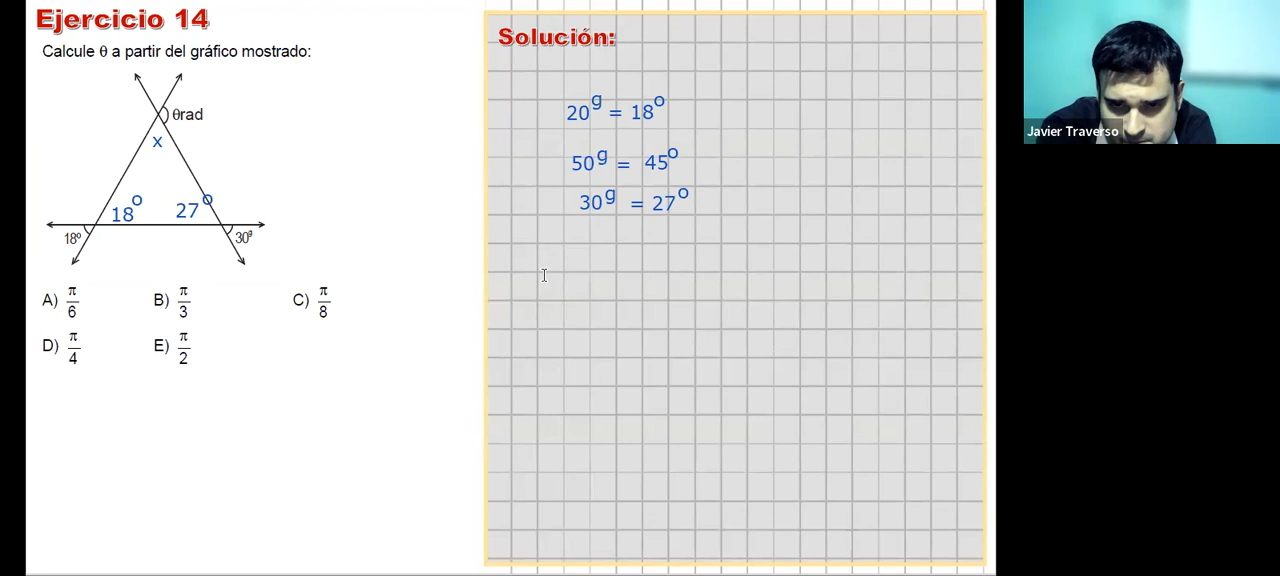 Ejercicio 14
Calcule θ a partir del gráfico mostrado:
θrad
x
18° 27°
18º 30ᵍ
A) π/6 B) π/3 C) π/8
D) π/4 E) π/2
Solución:
20ᵍ = 18°
50ᵍ = 45°
30ᵍ = 27°
Javier Traverso